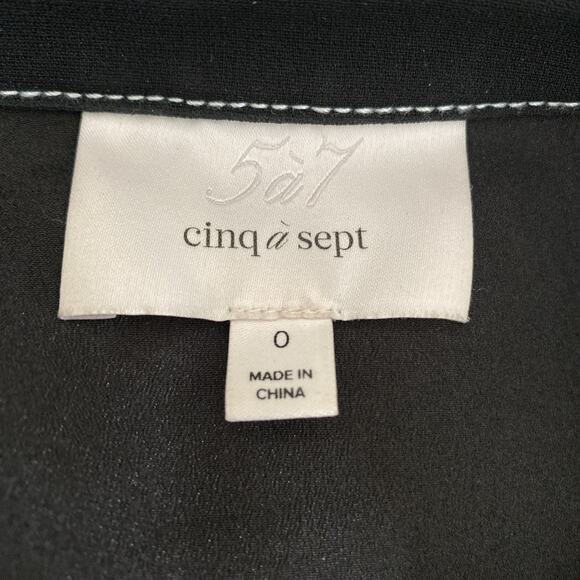 5à7
cinq à sept
0
MADE IN
CHINA